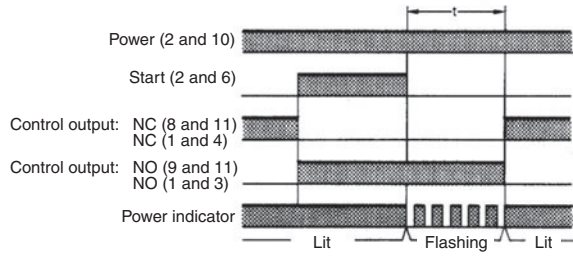 t
Power (2 and 10)
Start (2 and 6)
Control output: NC (8 and 11)
NC (1 and 4)
Control output: NO (9 and 11)
NO (1 and 3)
Power indicator
Lit Flashing Lit